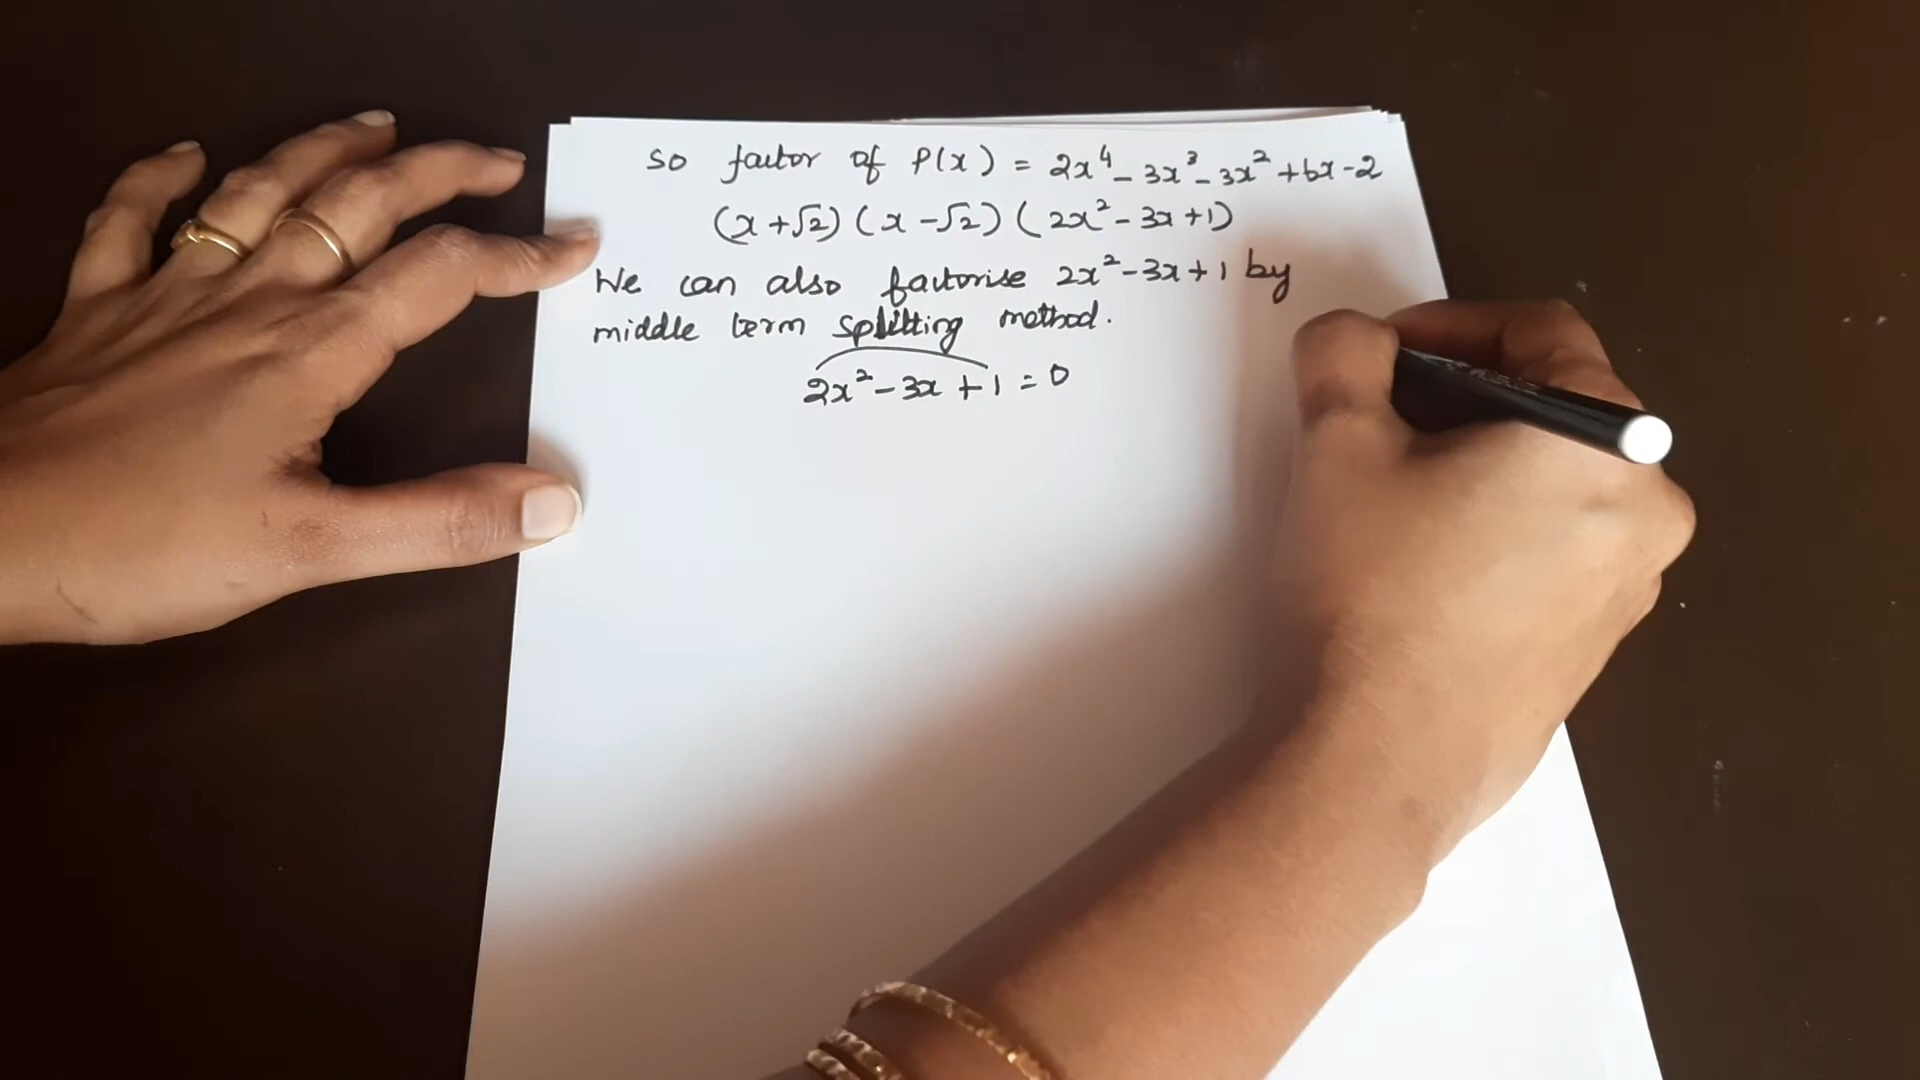 so factor of P(x) = 2x⁴ - 3x³ - 3x² + 6x - 2
(x + √2) (x - √2) (2x² - 3x + 1)
We can also factorise 2x² - 3x + 1 by
middle term splitting method.
2x² - 3x + 1 = 0